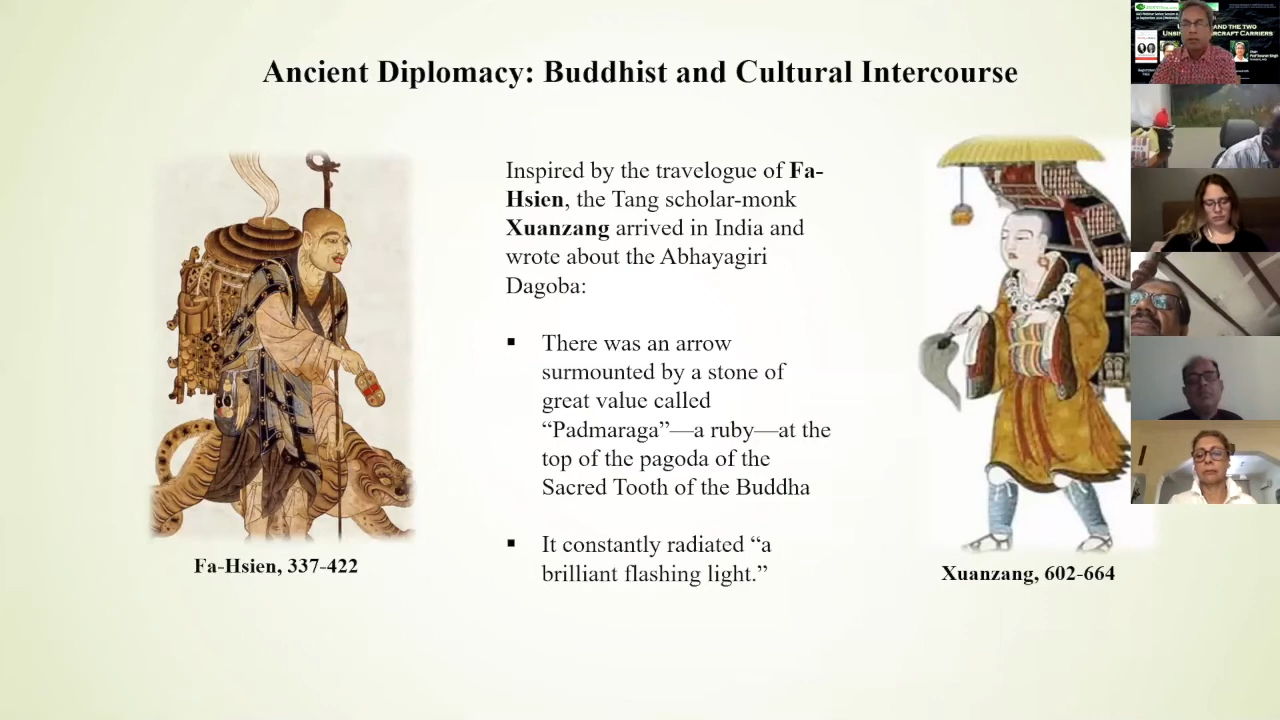 Ancient Diplomacy: Buddhist and Cultural Intercourse
Inspired by the travelogue of Fa-
Hsien, the Tang scholar-monk
Xuanzang arrived in India and
wrote about the Abhayagiri
Dagoba:
▪ There was an arrow
surmounted by a stone of
great value called
“Padmaraga”—a ruby—at the
top of the pagoda of the
Sacred Tooth of the Buddha
▪ It constantly radiated “a
brilliant flashing light.”
Fa-Hsien, 337-422
Xuanzang, 602-664
AND THE TWO